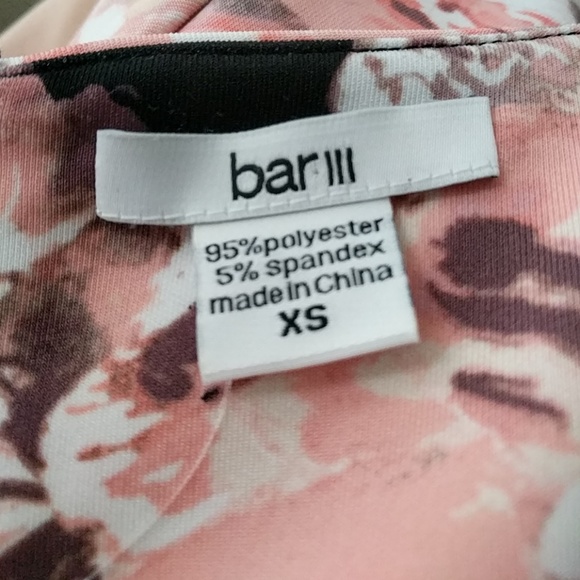 bar III
95%polyester
5% spandex
made in China
XS